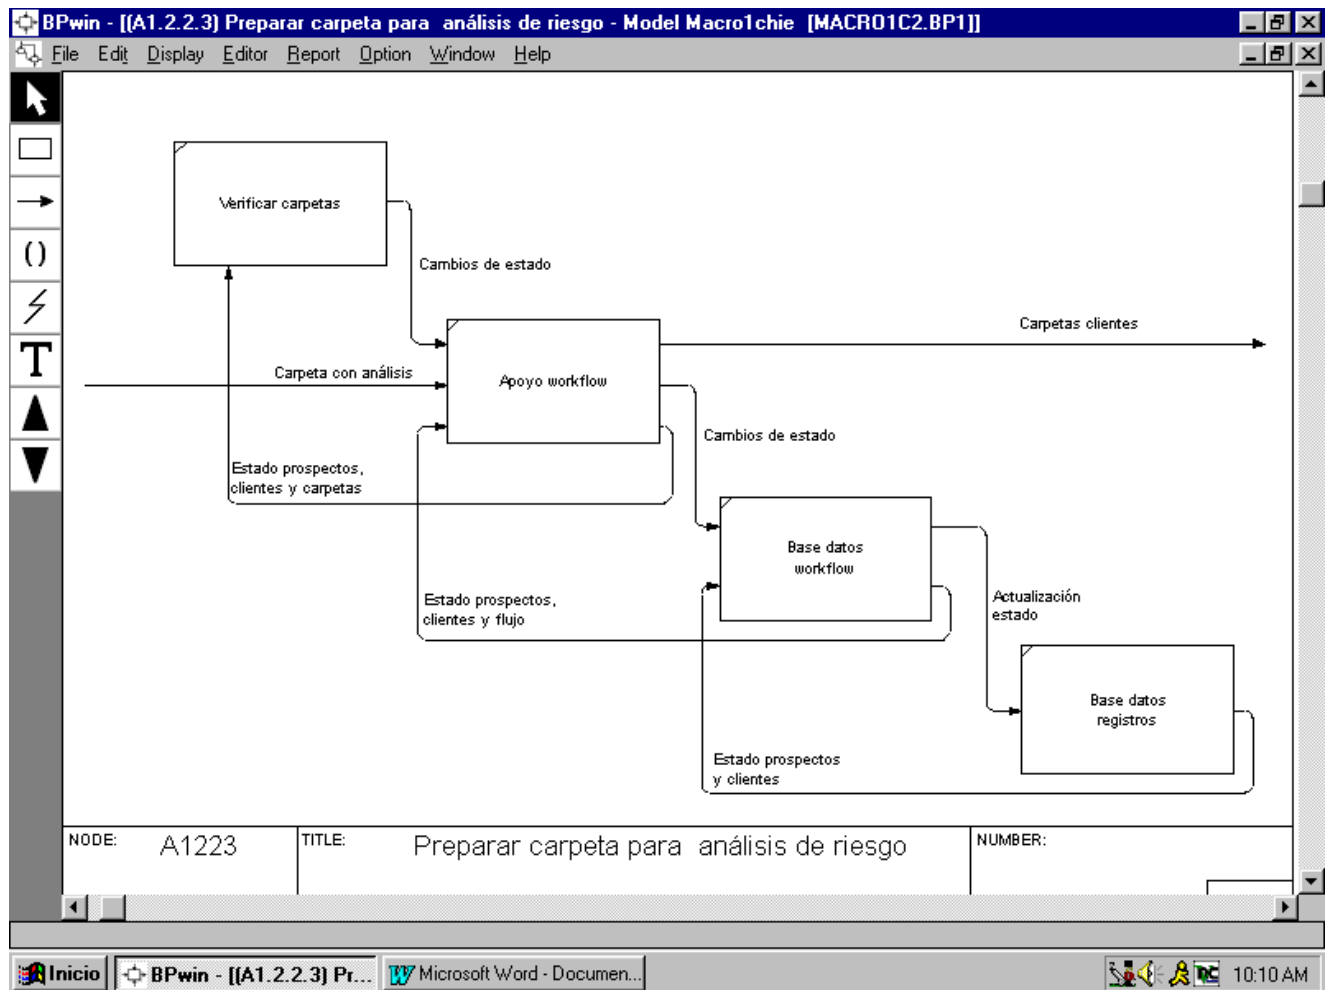 BPwin - [(A1.2.2.3) Preparar carpeta para  análisis de riesgo - Model Macro1chie  [MACRO1C2.BP1]]
File Edit Display Editor Report Option Window Help
()
T
Verificar carpetas
Cambios de estado
Carpetas clientes
Carpeta con análisis
Apoyo workflow
Cambios de estado
Estado prospectos,
clientes y carpetas
Base datos
workflow
Estado prospectos,
clientes y flujo
Actualización
estado
Base datos
registros
Estado prospectos
y clientes
NODE: A1223 TITLE: Preparar carpeta para  análisis de riesgo NUMBER:
Inicio BPwin - [(A1.2.2.3) Pr... Microsoft Word - Documen... 10:10 AM